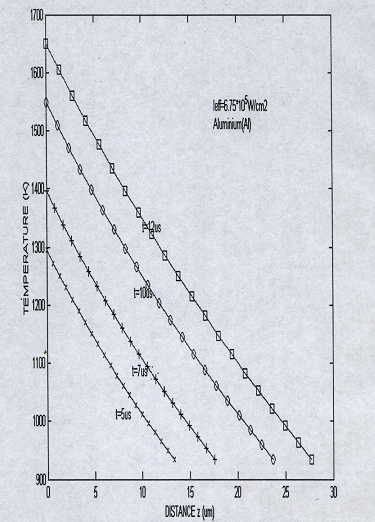 1700
1600
1500
1400
1300
1200
1100
1000
900
TEMPERATURE (K)
Ieff=6.75*10^5W/cm2
Aluminium(Al)
t=12us
t=10us
t=7us
t=5us
0
5
10
15
20
25
30
DISTANCE z (um)